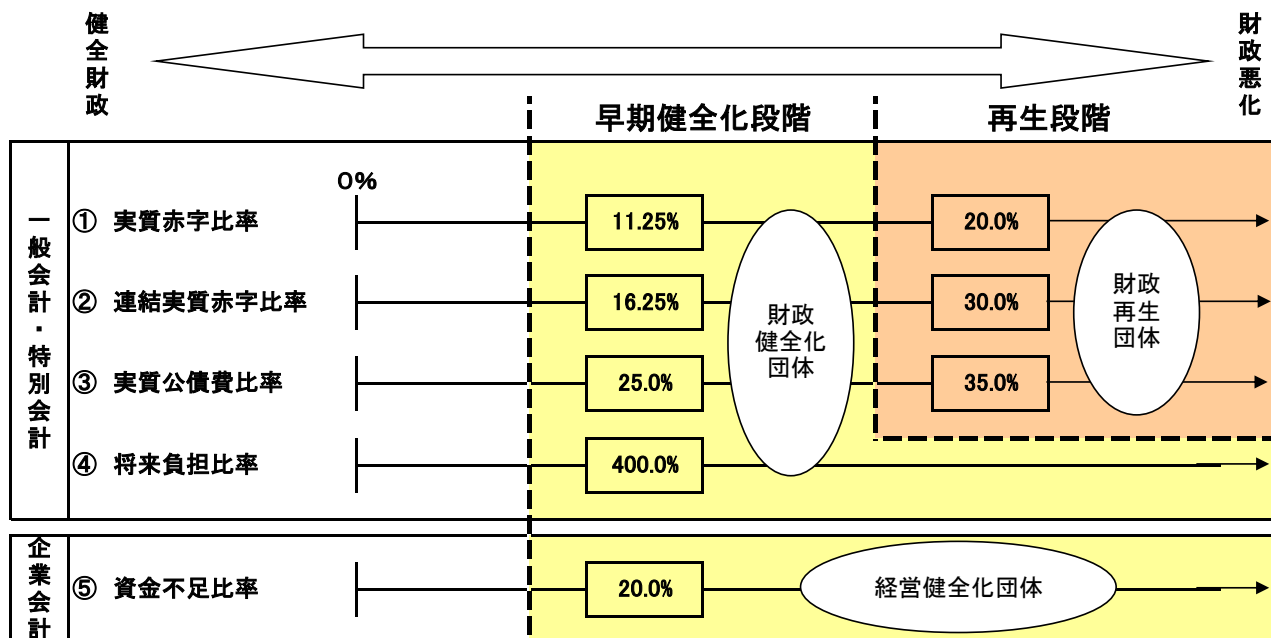 健全財政
財政悪化
早期健全化段階
再生段階
一般会計・特別会計
0%
① 実質赤字比率
11.25%
20.0%
② 連結実質赤字比率
16.25%
30.0%
③ 実質公債費比率
25.0%
35.0%
④ 将来負担比率
400.0%
財政
健全化
団体
財政
再生
団体
企業会計
⑤ 資金不足比率
20.0%
経営健全化団体